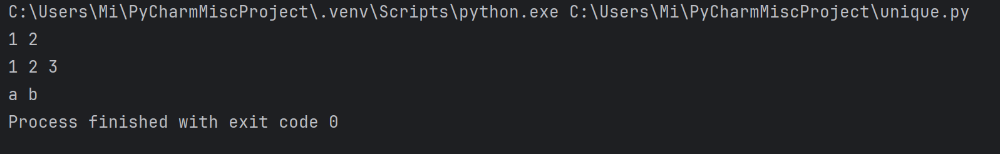 C:\Users\Mi\PyCharmMiscProject\.venv\Scripts\python.exe C:\Users\Mi\PyCharmMiscProject\unique.py
1 2
1 2 3
a b
Process finished with exit code 0